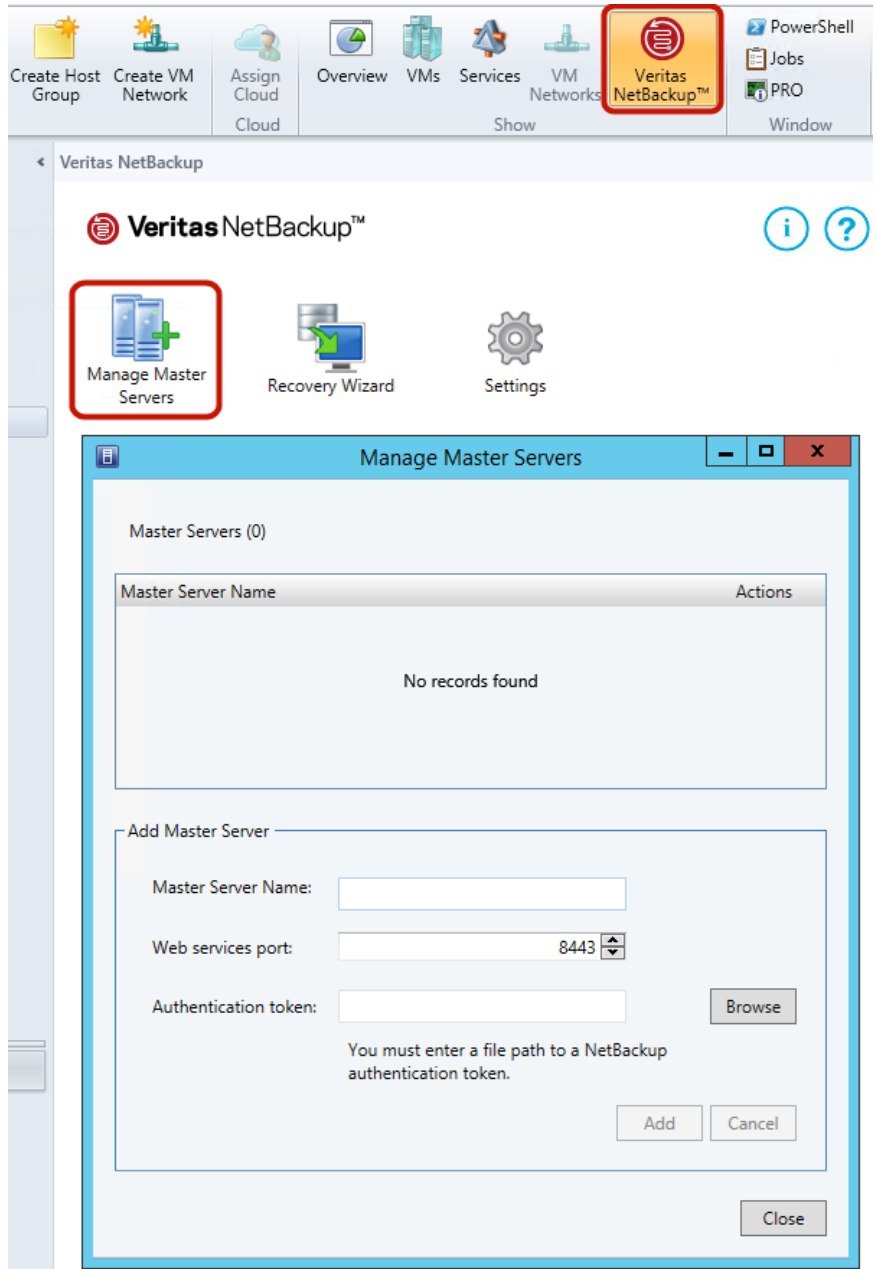 Create Host Group
Create VM Network
Assign Cloud
Cloud
Overview
VMs
Services
VM Networks
Veritas NetBackup™
Show
PowerShell
Jobs
PRO
Window
Veritas NetBackup
Veritas NetBackup™
Manage Master Servers
Recovery Wizard
Settings
Manage Master Servers
Master Servers (0)
Master Server Name Actions
No records found
Add Master Server
Master Server Name:
Web services port: 8443
Authentication token: Browse
You must enter a file path to a NetBackup
authentication token.
Add Cancel
Close